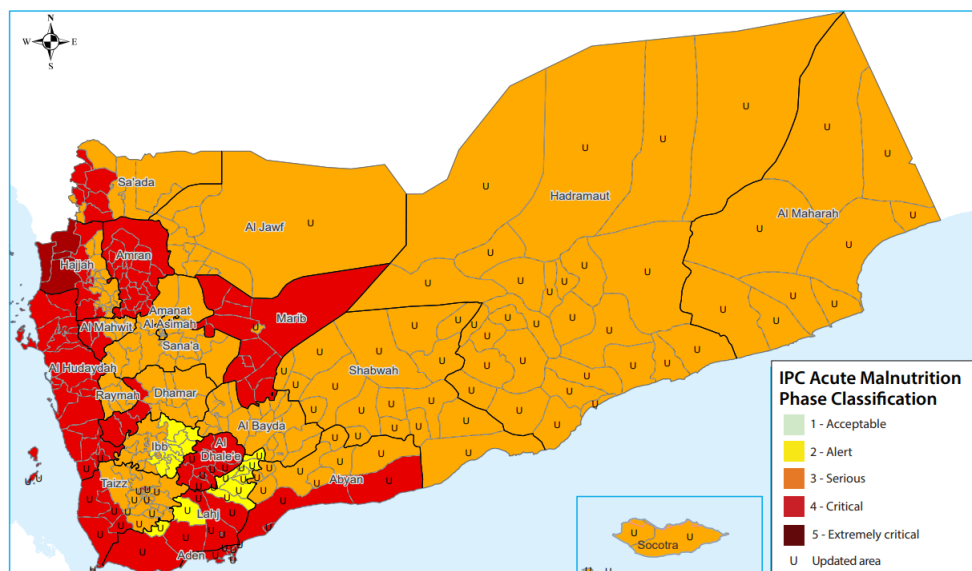 N
W E
S
Sa'ada
Al Jawf
Hadramaut
Al Maharah
Hajjah
Amran
Marib
Amanat
Al Asimah
Al Mahwit
Sana'a
Shabwah
Al Hudaydah
Raymah
Dhamar
Al Bayda
Ibb
Al
Dhale'e
Abyan
Taizz
Lahj
Aden
Socotra
IPC Acute Malnutrition
Phase Classification
1 - Acceptable
2 - Alert
3 - Serious
4 - Critical
5 - Extremely critical
U Updated area